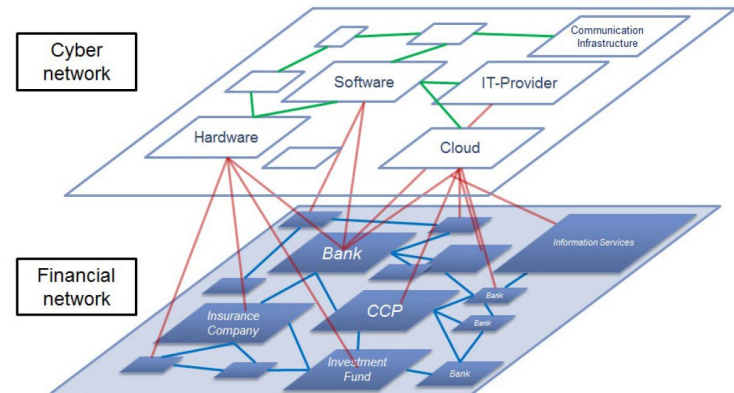 Cyber
network
Communication
Infrastructure
Software
IT-Provider
Hardware
Cloud
Financial
network
Bank
Information Services
Insurance
Company
CCP
Bank
Bank
Investment
Fund
Bank